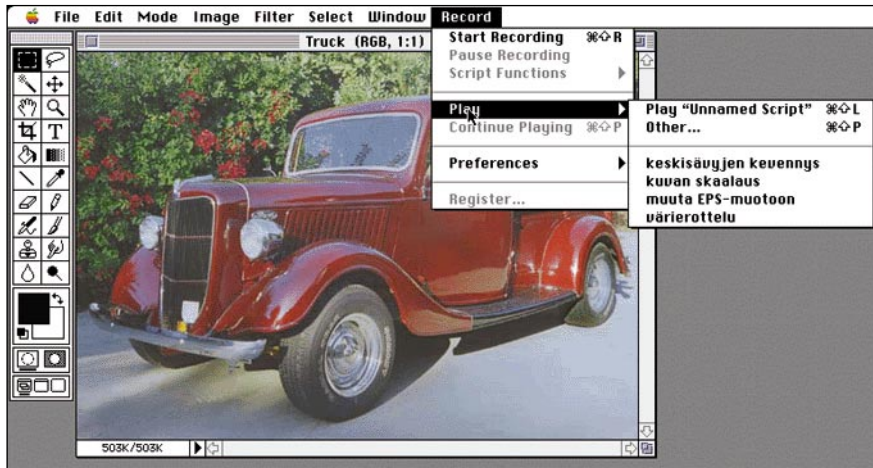 File Edit Mode Image Filter Select Window Record
Truck (RGB, 1:1)
Start Recording ⌘⇧R
Pause Recording
Script Functions
Play
Continue Playing ⌘⇧P
Preferences
Register...
Play “Unnamed Script” ⌘⇧L
Other... ⌘⇧P
keskisävyjen kevennys
kuvan skaalaus
muuta EPS-muotoon
värierottelu
T
503K/503K